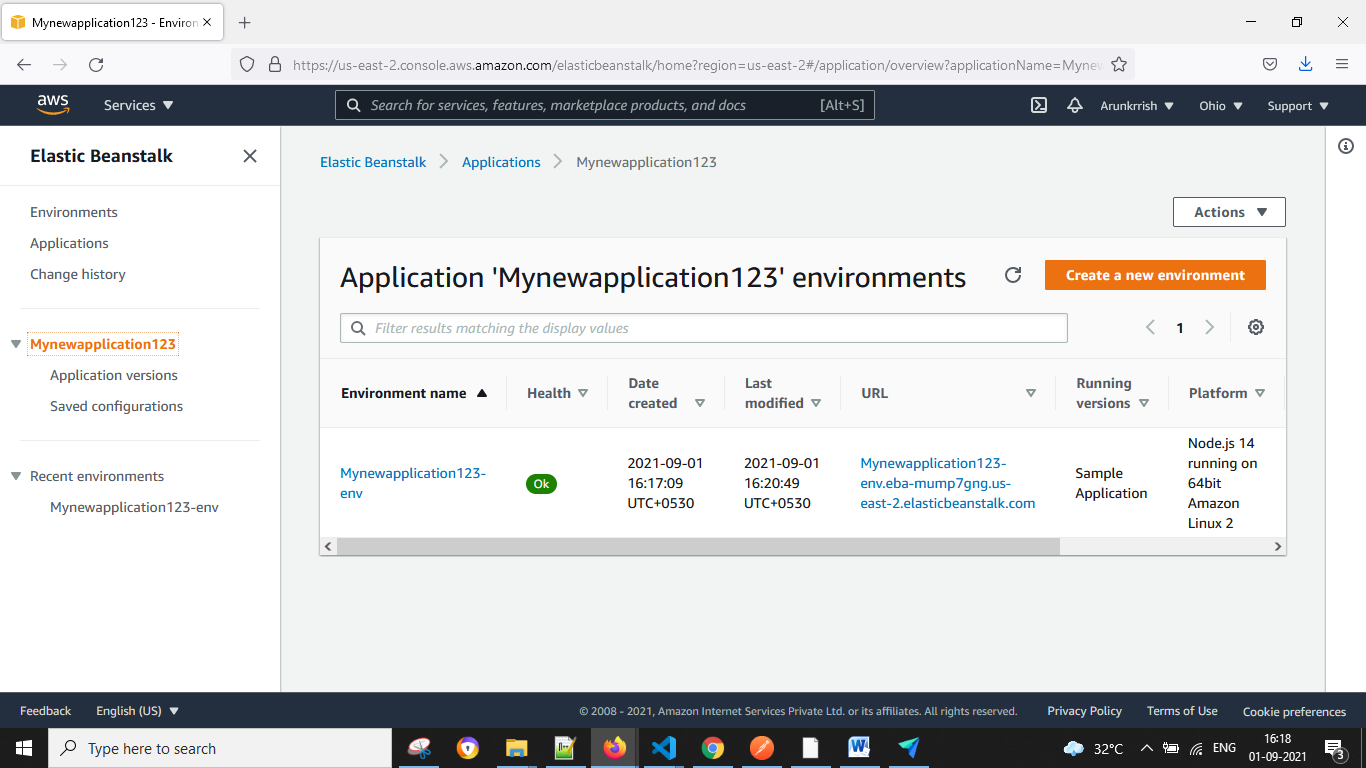 Mynewapplication123 - Environ
https://us-east-2.console.aws.amazon.com/elasticbeanstalk/home?region=us-east-2#/application/overview?applicationName=Mynew
aws
Services
Search for services, features, marketplace products, and docs
[Alt+S]
Arunkrrish
Ohio
Support
Elastic Beanstalk
Environments
Applications
Change history
Mynewapplication123
Application versions
Saved configurations
Recent environments
Mynewapplication123-env
Elastic Beanstalk
Applications
Mynewapplication123
Actions
Application 'Mynewapplication123' environments
Create a new environment
Filter results matching the display values
1
Environment name
Health
Date
created
Last
modified
URL
Running
versions
Platform
Mynewapplication123-
env
Ok
2021-09-01
16:17:09
UTC+0530
2021-09-01
16:20:49
UTC+0530
Mynewapplication123-
env.eba-mump7gng.us-
east-2.elasticbeanstalk.com
Sample
Application
Node.js 14
running on
64bit
Amazon
Linux 2
Feedback
English (US)
© 2008 - 2021, Amazon Internet Services Private Ltd. or its affiliates. All rights reserved.
Privacy Policy
Terms of Use
Cookie preferences
Type here to search
32°C
ENG
16:18
01-09-2021
3